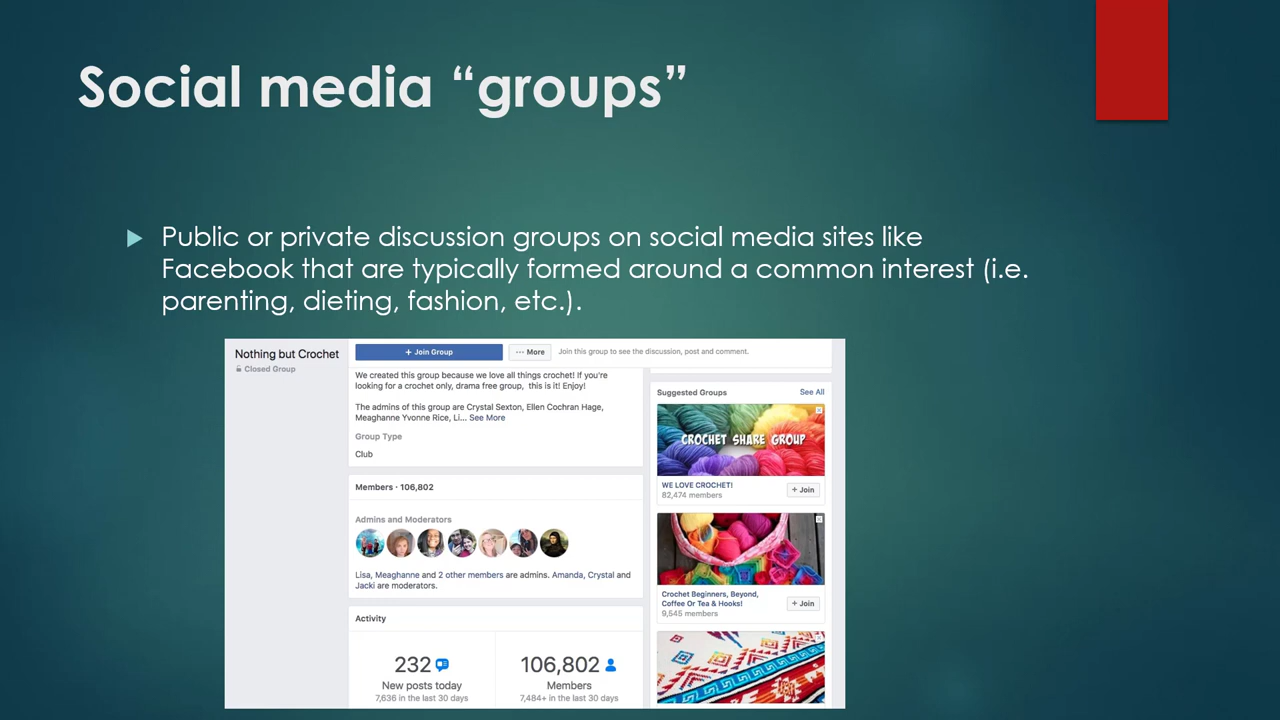 Social media “groups”
Public or private discussion groups on social media sites like
Facebook that are typically formed around a common interest (i.e.
parenting, dieting, fashion, etc.).
Nothing but Crochet
Closed Group
+ Join Group
··· More
Join this group to see the discussion, post and comment.
We created this group because we love all things crochet! If you're
looking for a crochet only, drama free group, this is it! Enjoy!
The admins of this group are Crystal Sexton, Ellen Cochran Hage,
Meaghanne Yvonne Rice, Li... See More
Group Type
Club
Members · 106,802
Admins and Moderators
Lisa, Meaghanne and 2 other members are admins. Amanda, Crystal and
Jacki are moderators.
Activity
232
New posts today
7,636 in the last 30 days
106,802
Members
7,484+ in the last 30 days
Suggested Groups
See All
CROCHET SHARE GROUP
WE LOVE CROCHET!
82,474 members
+ Join
Crochet Beginners, Beyond,
Coffee Or Tea & Hooks!
9,545 members
+ Join